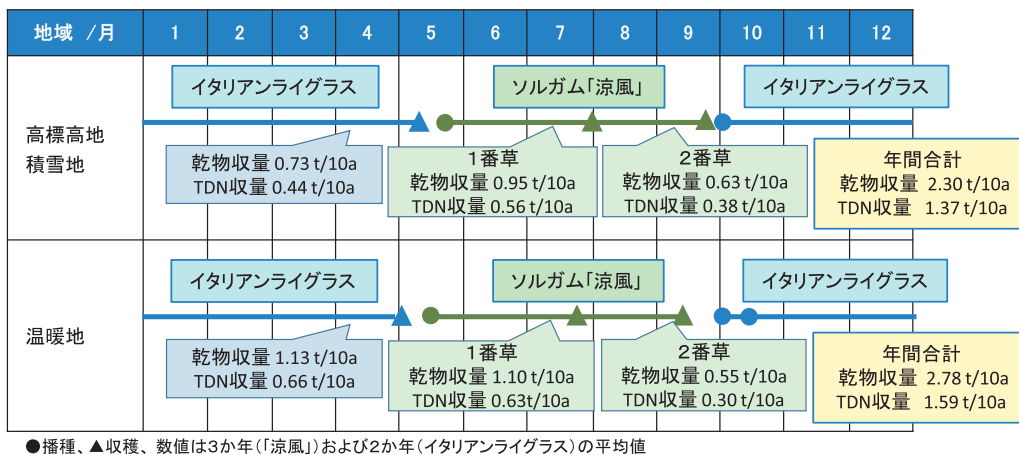 地域 /月 1 2 3 4 5 6 7 8 9 10 11 12
高標高地
積雪地
イタリアンライグラス
ソルガム「涼風」
イタリアンライグラス
乾物収量 0.73 t/10a
TDN収量 0.44 t/10a
1番草
乾物収量 0.95 t/10a
TDN収量 0.56 t/10a
2番草
乾物収量 0.63 t/10a
TDN収量 0.38 t/10a
年間合計
乾物収量 2.30 t/10a
TDN収量 1.37 t/10a
温暖地
イタリアンライグラス
ソルガム「涼風」
イタリアンライグラス
乾物収量 1.13 t/10a
TDN収量 0.66 t/10a
1番草
乾物収量 1.10 t/10a
TDN収量 0.63t/10a
2番草
乾物収量 0.55 t/10a
TDN収量 0.30 t/10a
年間合計
乾物収量 2.78 t/10a
TDN収量 1.59 t/10a
●播種、▲収穫、数値は3か年(「涼風」)および2か年(イタリアンライグラス)の平均値